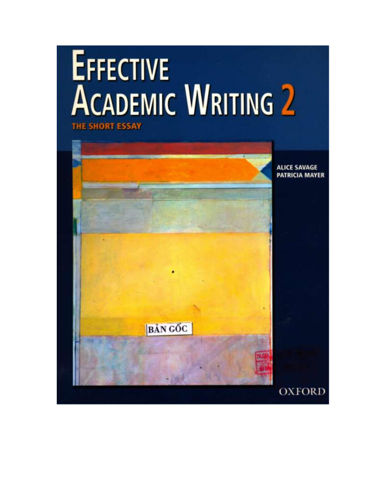 EFFECTIVE
ACADEMIC WRITING 2
THE SHORT ESSAY
ALICE SAVAGE
PATRICIA MAYER
BẢN GỐC
OXFORD